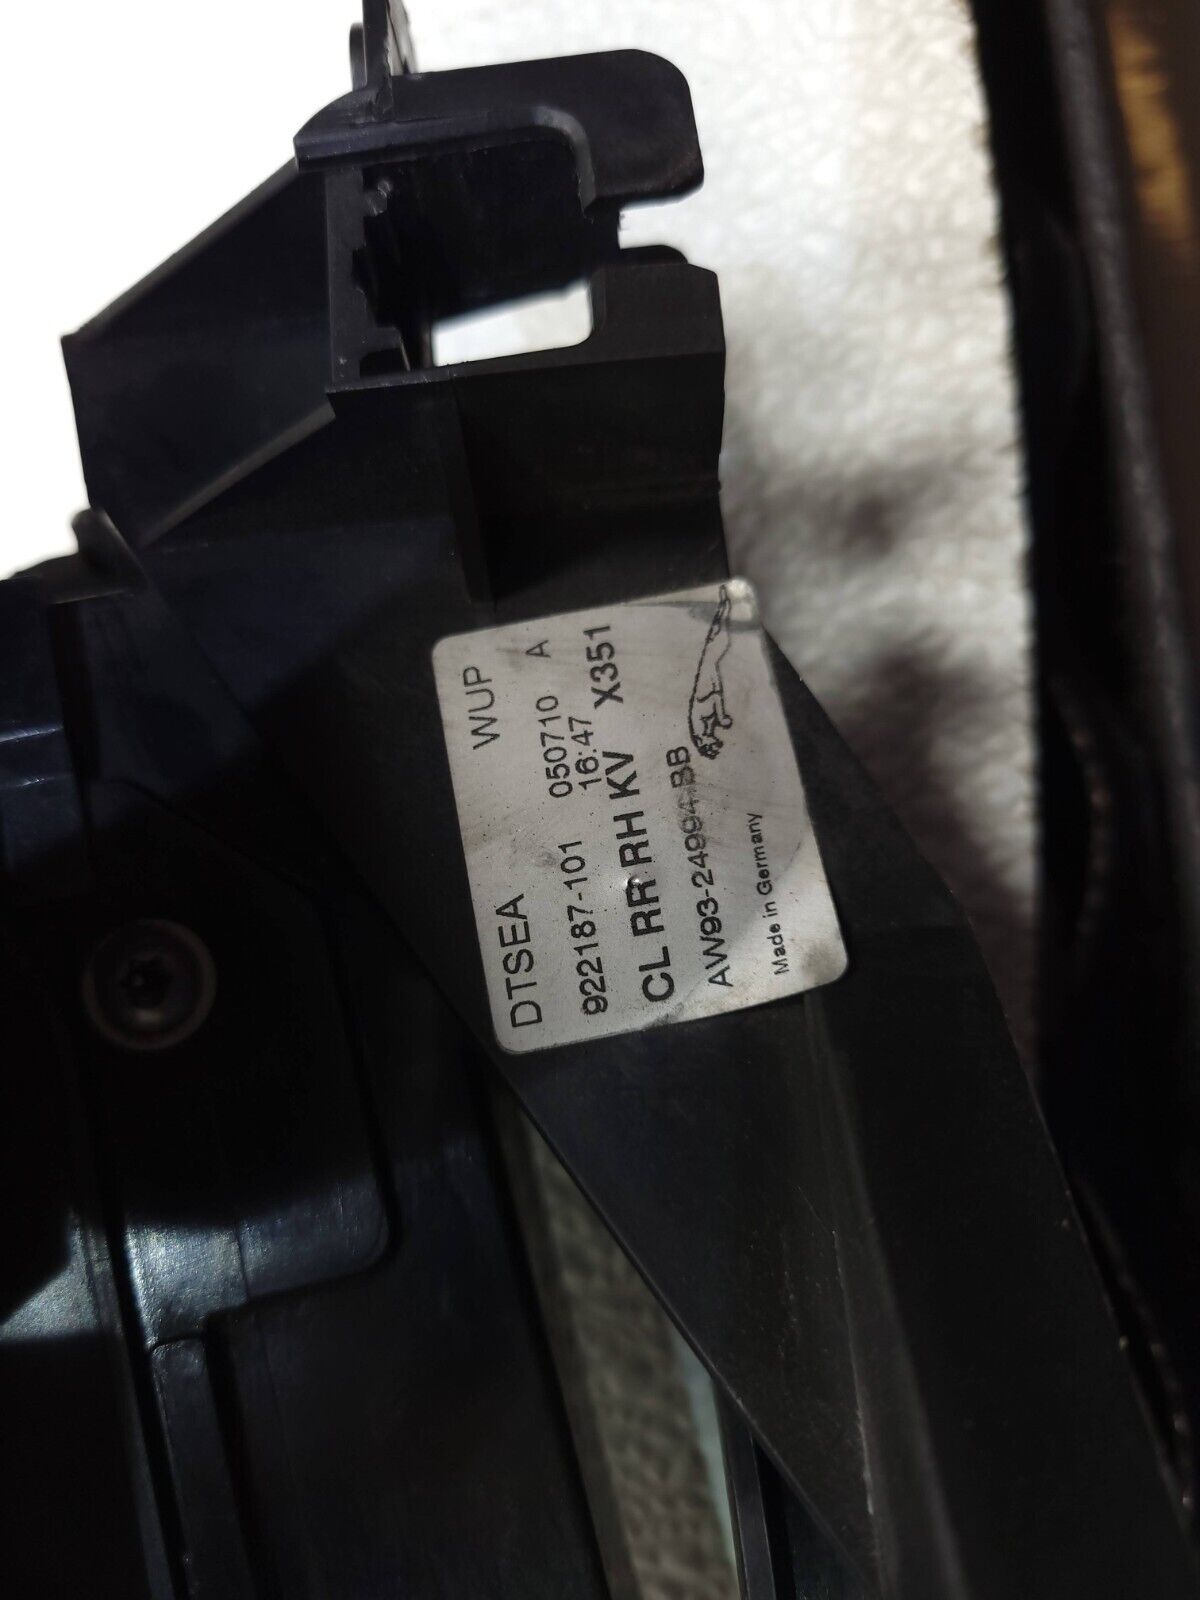 DTSEA WUP
922187-101 050710 A
16:47
CL RR RH KV X351
AW93-24994-BB
Made in Germany